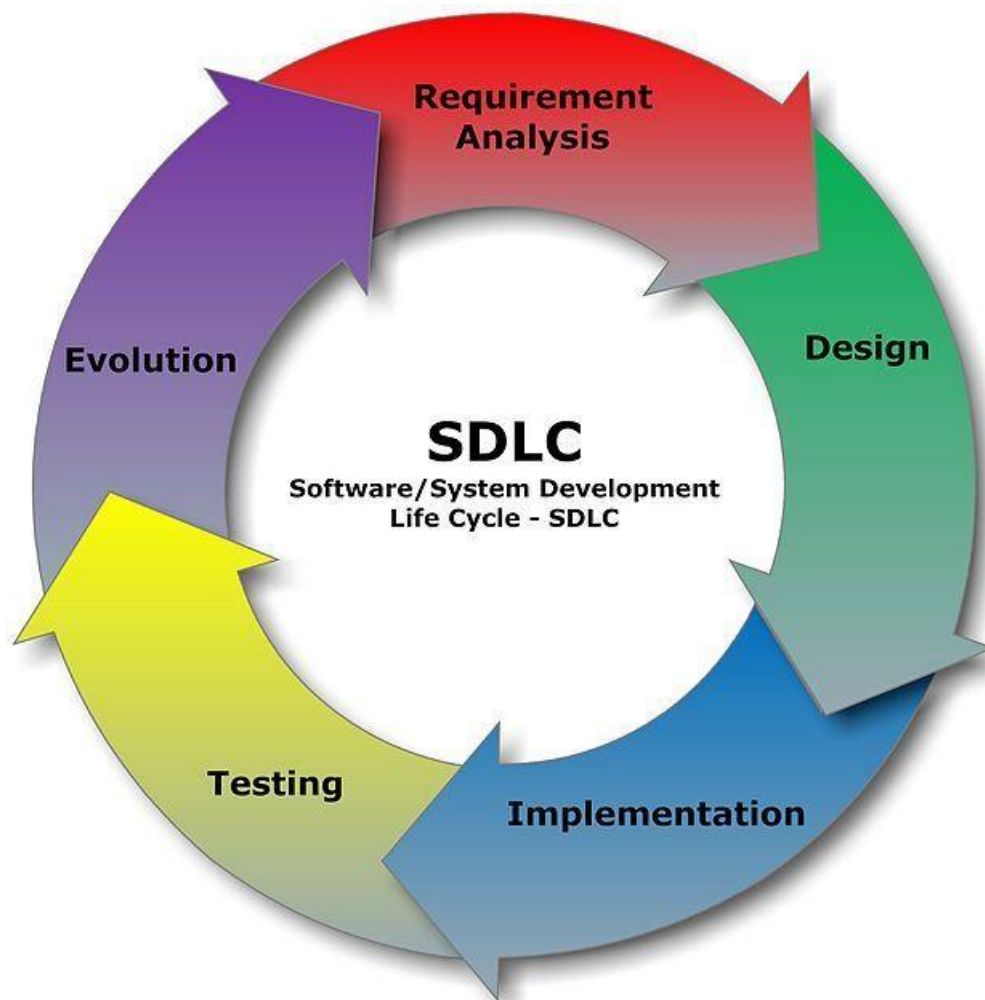 Requirement
Analysis
Design
Implementation
Testing
Evolution
SDLC
Software/System Development
Life Cycle - SDLC